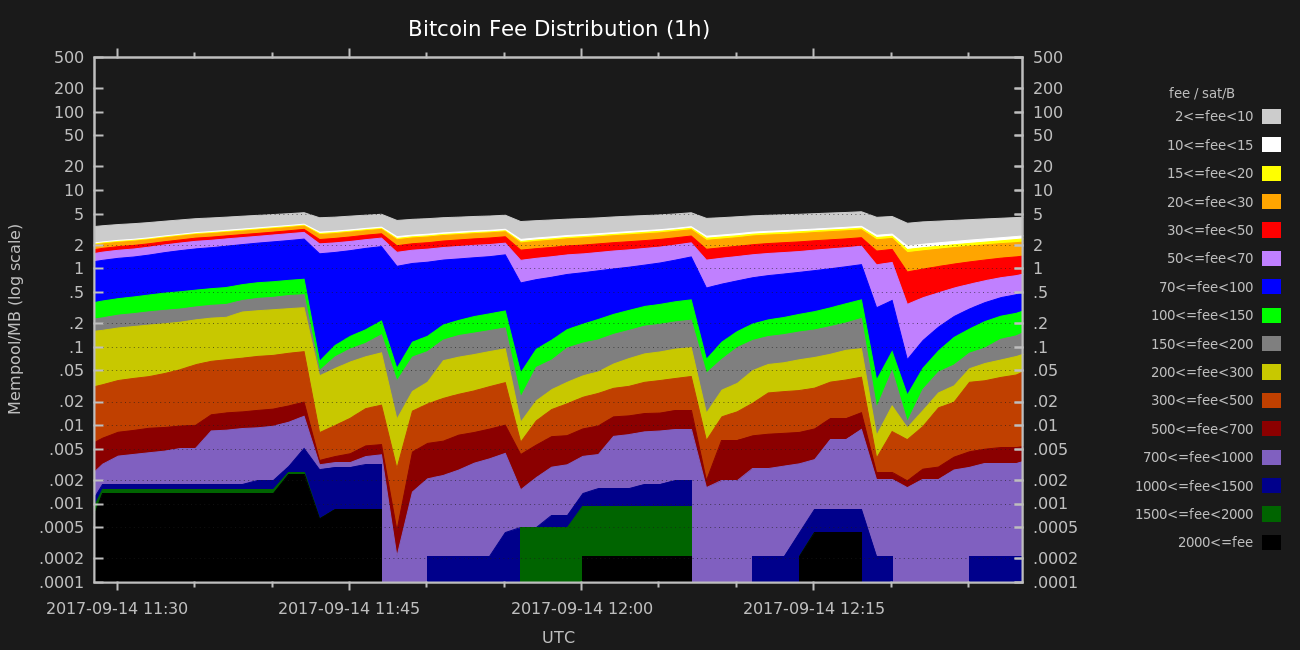 Bitcoin Fee Distribution (1h)
Mempool/MB (log scale)
500
200
100
50
20
10
5
2
1
.5
.2
.1
.05
.02
.01
.005
.002
.001
.0005
.0002
.0001
500
200
100
50
20
10
5
2
1
.5
.2
.1
.05
.02
.01
.005
.002
.001
.0005
.0002
.0001
2017-09-14 11:30
2017-09-14 11:45
2017-09-14 12:00
2017-09-14 12:15
UTC
fee / sat/B
2<=fee<10
10<=fee<15
15<=fee<20
20<=fee<30
30<=fee<50
50<=fee<70
70<=fee<100
100<=fee<150
150<=fee<200
200<=fee<300
300<=fee<500
500<=fee<700
700<=fee<1000
1000<=fee<1500
1500<=fee<2000
2000<=fee